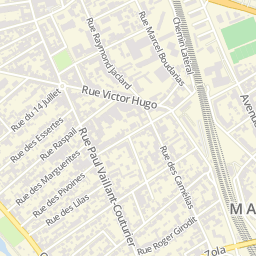 Rue Raymond Jaclard
Rue Marcel Bourdarias
Chemin Latéral
Rue Victor Hugo
Avenue
Rue du 14 Juillet
Rue des Essertes
Rue Raspail
Rue des Marguerites
Rue des Pivoines
Rue des Lilas
Rue Paul Vaillant-Couturier
Rue des Camélias
MA
Rue Roger Girodit
Zola